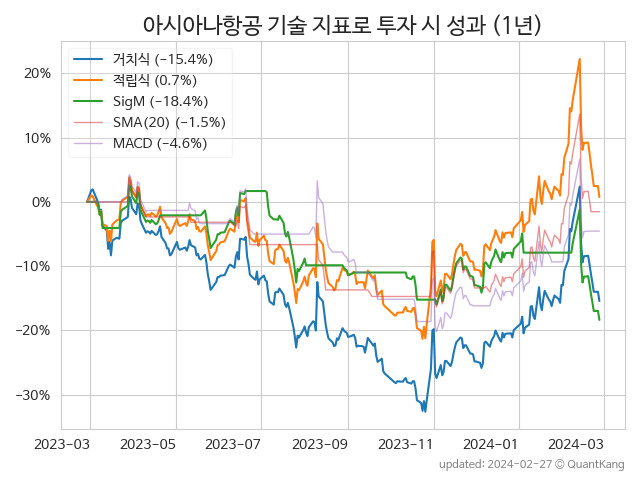 아시아나항공 기술 지표로 투자 시 성과 (1년)
거치식 (−15.4%)
적립식 (0.7%)
SigM (−18.4%)
SMA(20) (−1.5%)
MACD (−4.6%)
20%
10%
0%
−10%
−20%
−30%
2023-03 2023-05 2023-07 2023-09 2023-11 2024-01 2024-03
updated: 2024-02-27 © QuantKang